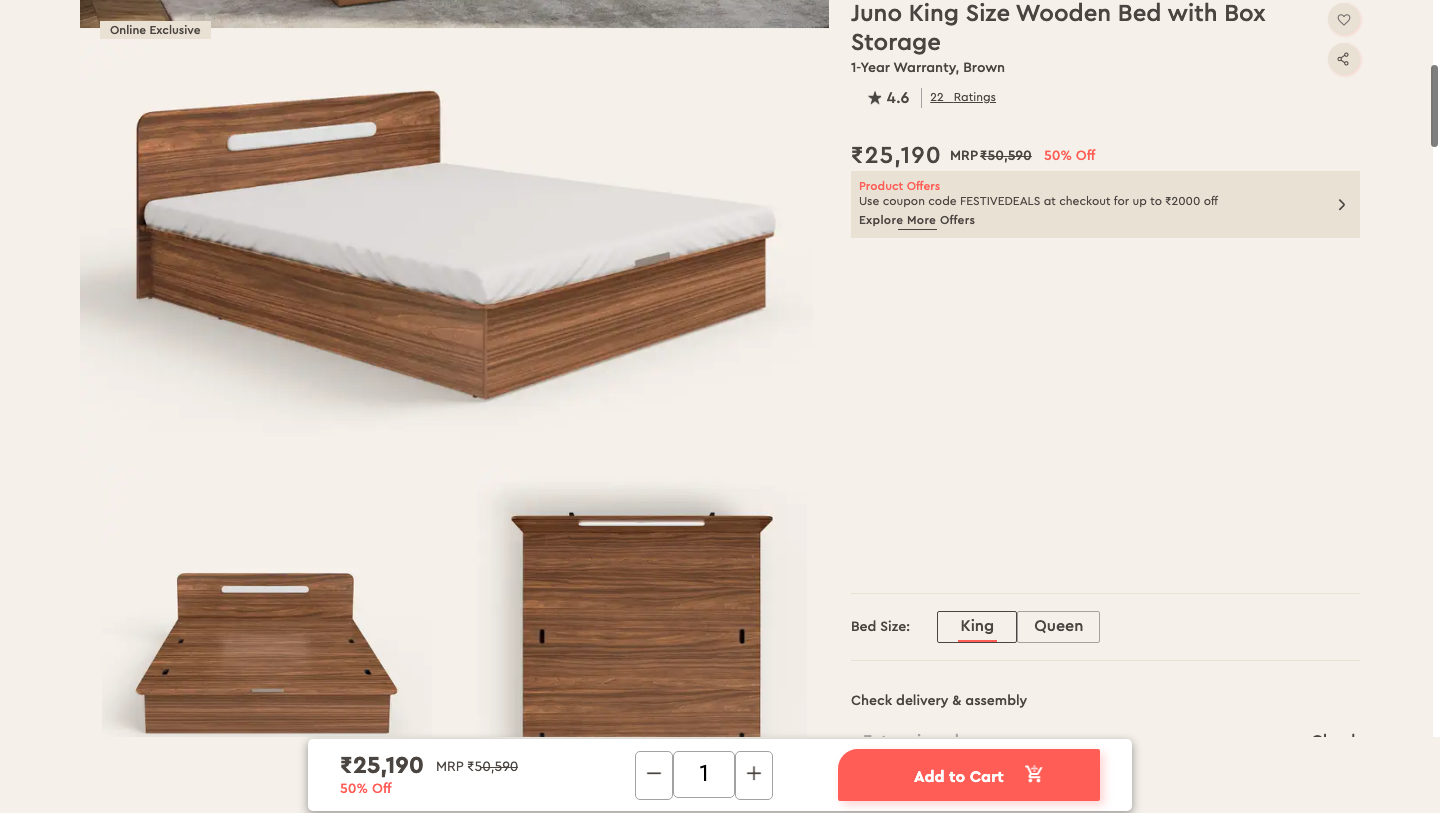 Online Exclusive
Juno King Size Wooden Bed with Box
Storage
1-Year Warranty, Brown
4.6
22 Ratings
₹25,190 MRP ₹50,590 50% Off
Product Offers
Use coupon code FESTIVEDEALS at checkout for up to ₹2000 off
Explore More Offers
Bed Size: King Queen
Check delivery & assembly
₹25,190 MRP ₹50,590
50% Off
1
Add to Cart